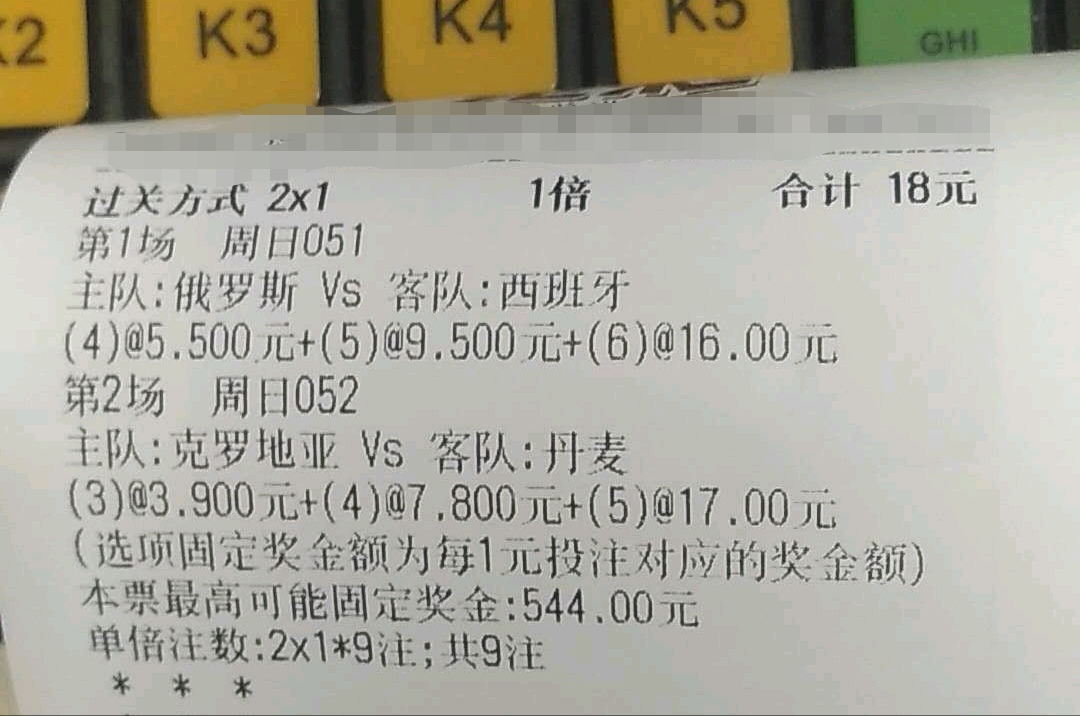 K2 K3 K4 K5 GHI
过关方式 2x1 1倍 合计 18元
第1场 周日051
主队:俄罗斯 Vs 客队:西班牙
(4)@5.500元+(5)@9.500元+(6)@16.00元
第2场 周日052
主队:克罗地亚 Vs 客队:丹麦
(3)@3.900元+(4)@7.800元+(5)@17.00元
(选项固定奖金额为每1元投注对应的奖金额)
本票最高可能固定奖金:544.00元
单倍注数:2x1*9注;共9注
* * *